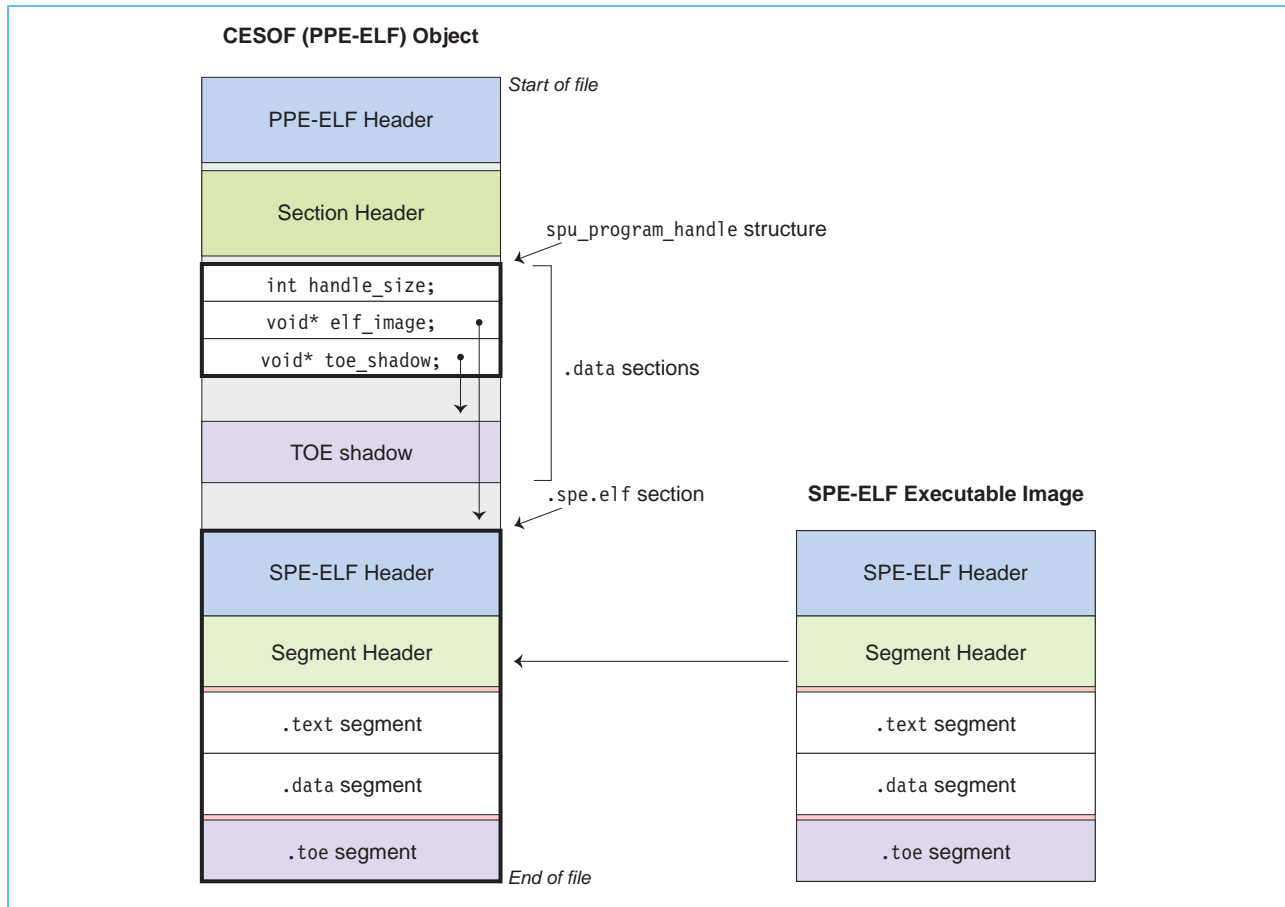 CESOF (PPE-ELF) Object
Start of file
PPE-ELF Header
Section Header
spu_program_handle structure
int handle_size;
void* elf_image;
void* toe_shadow;
.data sections
TOE shadow
.spe.elf section
SPE-ELF Header
Segment Header
.text segment
.data segment
.toe segment
End of file
SPE-ELF Executable Image
SPE-ELF Header
Segment Header
.text segment
.data segment
.toe segment